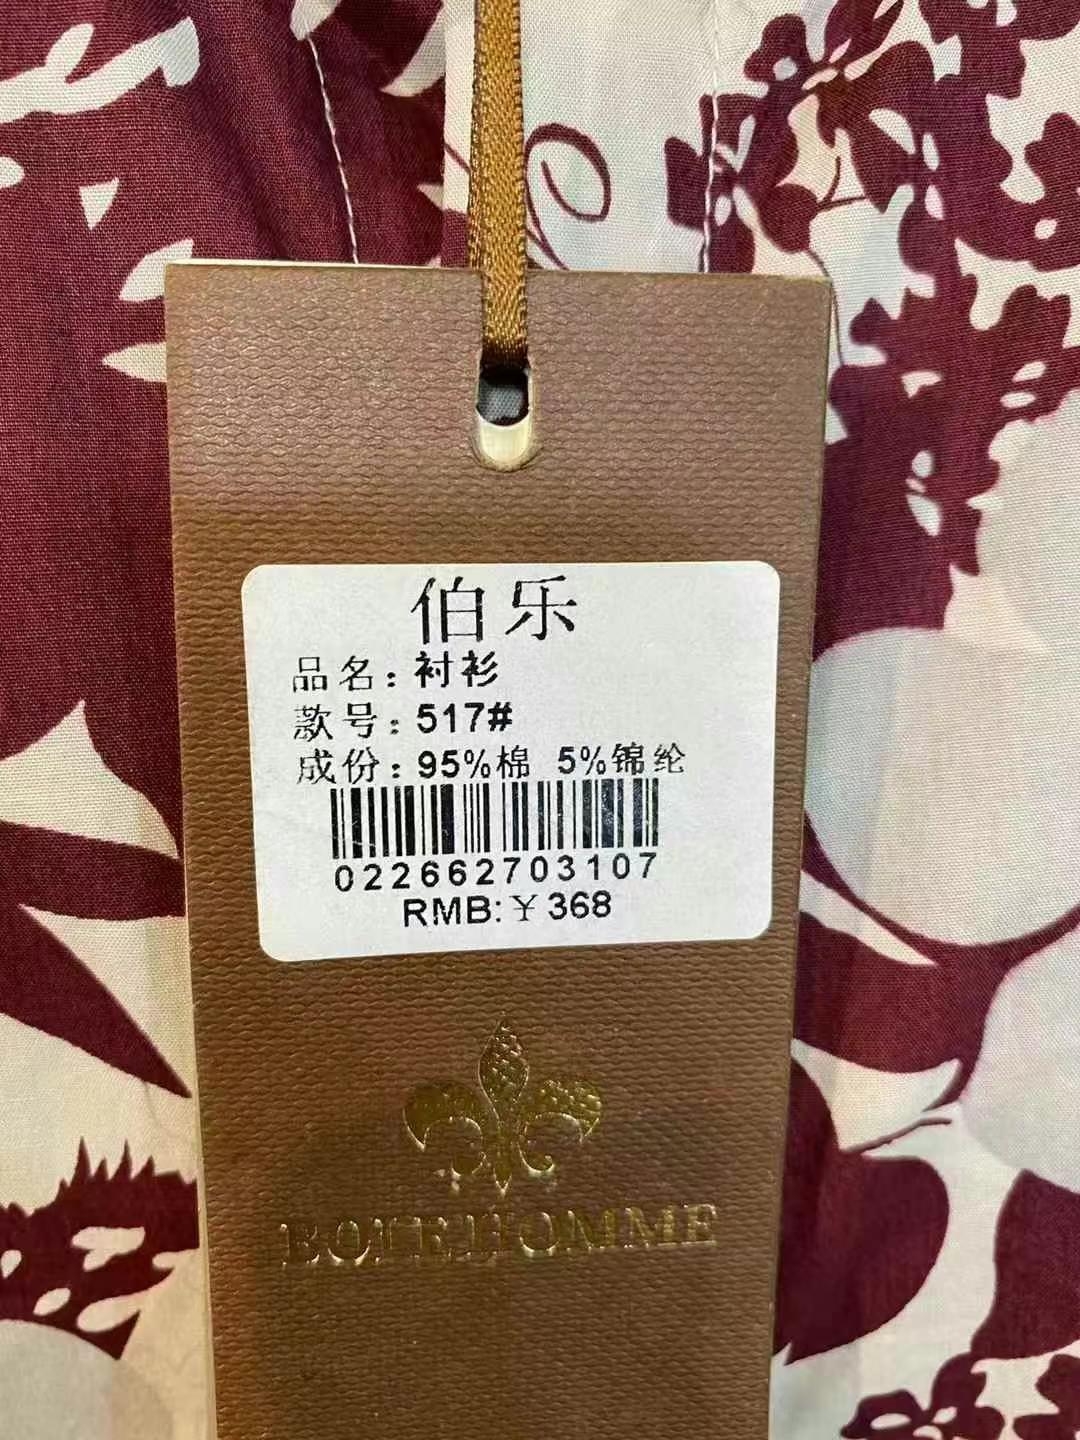 伯乐
品名:衬衫
款号:517#
成份:95%棉 5%锦纶
022662703107
RMB:¥368
BOTEHOMME